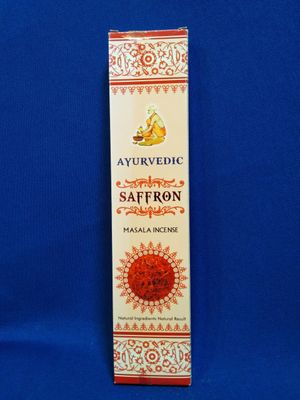 AYURVEDIC
SAFFRON
MASALA INCENSE
Natural Ingredients Natural Result